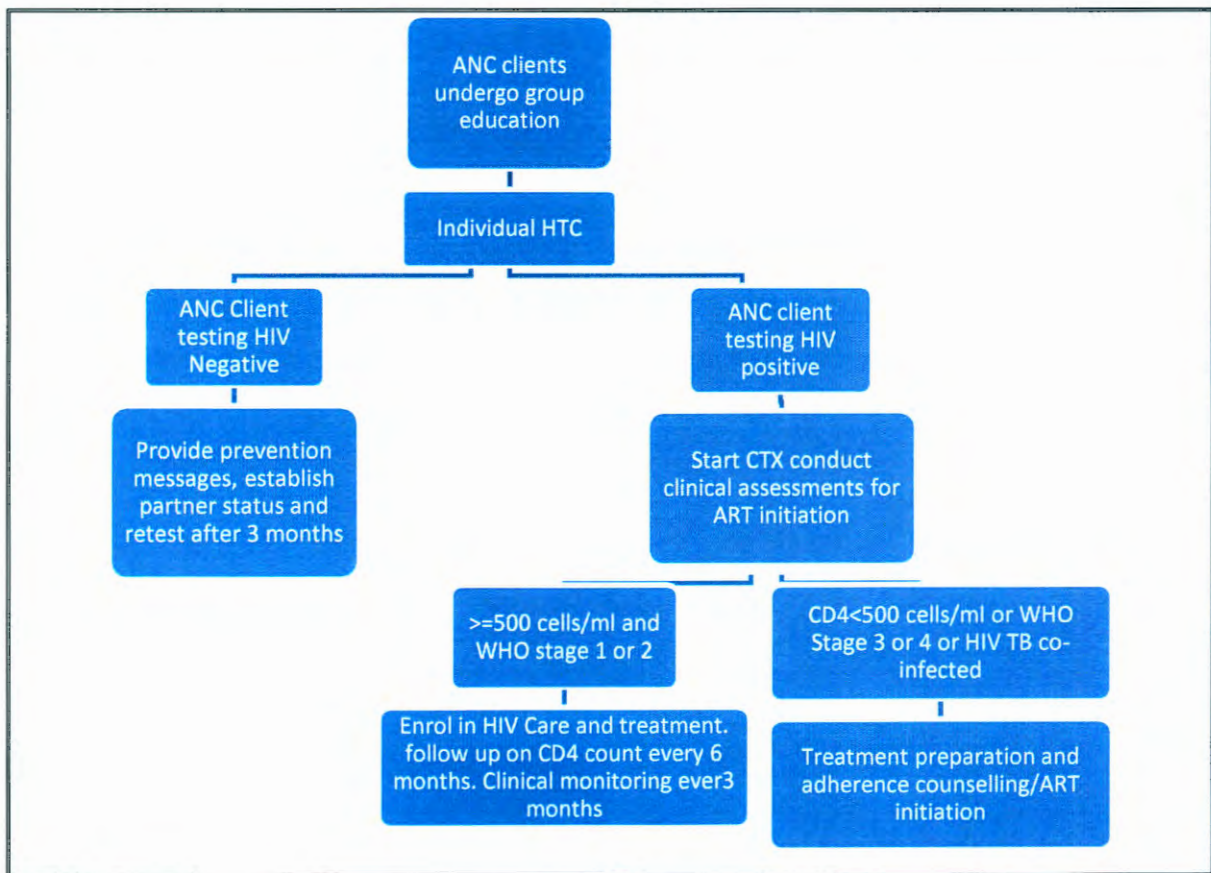 ANC clients
undergo group
education
Individual HTC
ANC Client
testing HIV
Negative
ANC client
testing HIV
positive
Provide prevention
messages, establish
partner status and
retest after 3 months
Start CTX conduct
clinical assessments for
ART initiation
>=500 cells/ml and
WHO stage 1 or 2
CD4<500 cells/ml or WHO
Stage 3 or 4 or HIV TB co-
infected
Enrol in HIV Care and treatment.
follow up on CD4 count every 6
months. Clinical monitoring ever3
months
Treatment preparation and
adherence counselling/ART
initiation